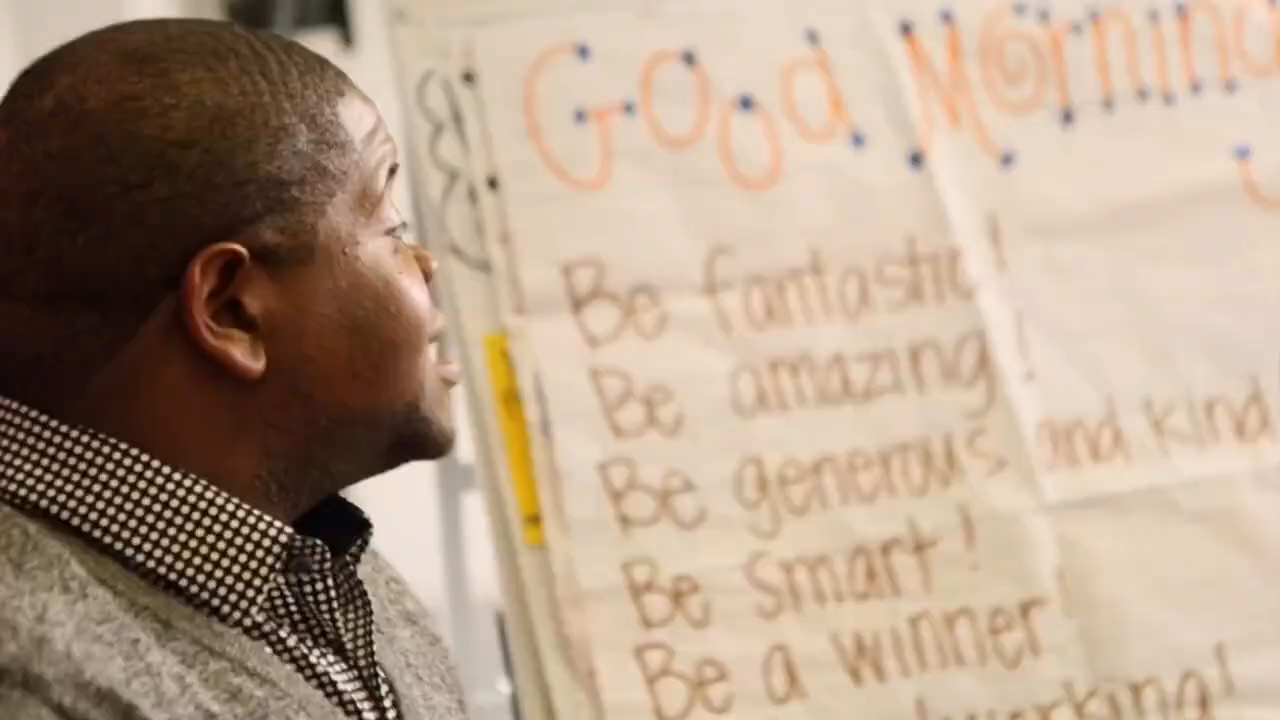 Good Morning
Be fantastic!
Be amazing!
Be generous and kind
Be smart!
Be a winner